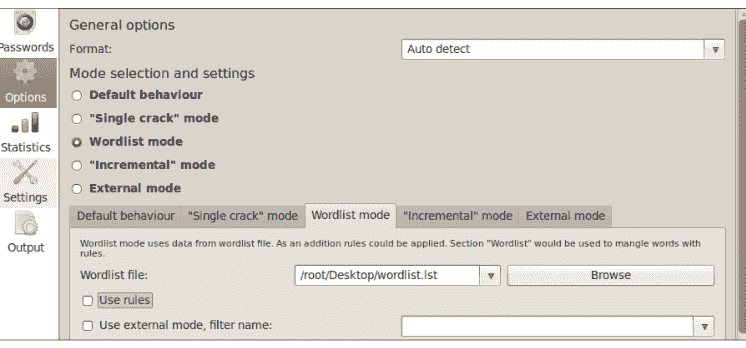 Passwords
Options
Statistics
Settings
Output
General options
Format: Auto detect
Mode selection and settings
Default behaviour
"Single crack" mode
Wordlist mode
"Incremental" mode
External mode
Default behaviour "Single crack" mode Wordlist mode "Incremental" mode External mode
Wordlist mode uses data from wordlist file. As an addition rules could be applied. Section "Wordlist" would be used to mangle words with
rules.
Wordlist file: /root/Desktop/wordlist.lst Browse
Use rules
Use external mode, filter name: